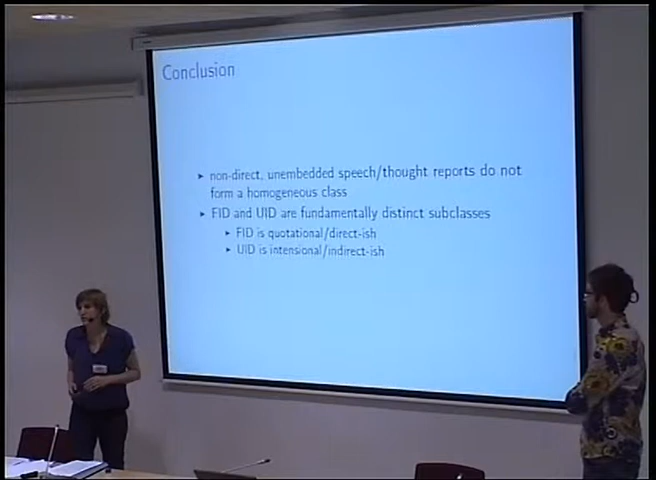 Conclusion
▸ non-direct, unembedded speech/thought reports do not
form a homogeneous class
▸ FID and UID are fundamentally distinct subclasses
▸ FID is quotational/direct-ish
▸ UID is intensional/indirect-ish